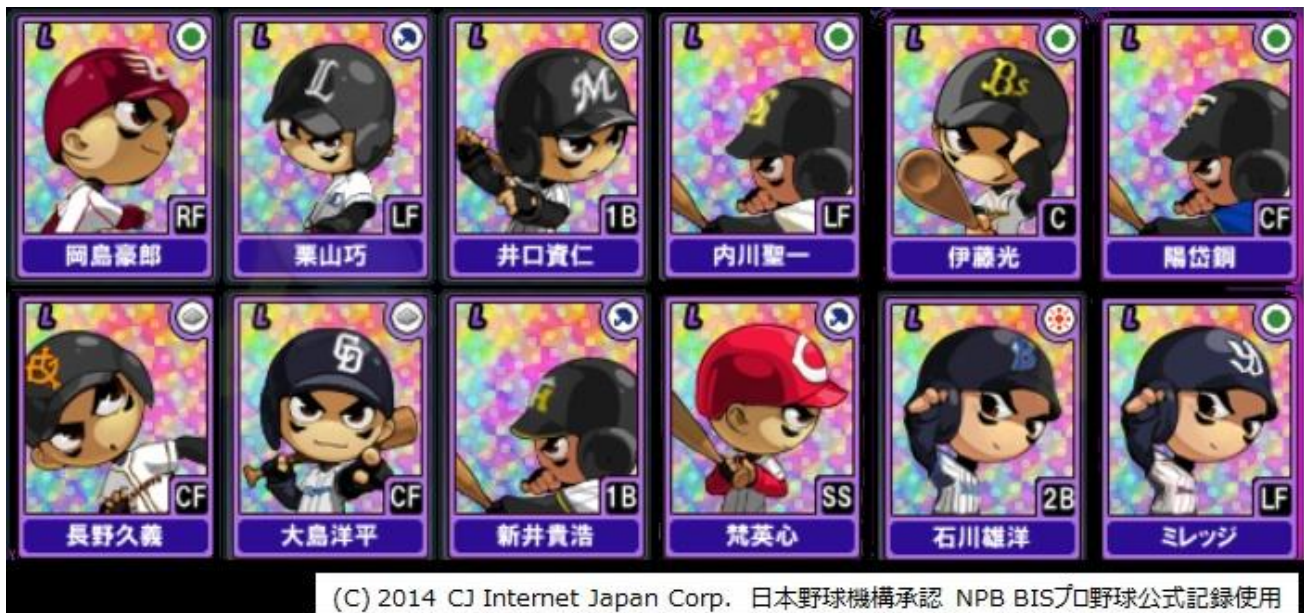 L L L L L L
RF LF 1B LF C CF
岡島豪郎 栗山巧 井口資仁 内川聖一 伊藤光 陽岱鋼
L L L L L L
CF CF 1B SS 2B LF
長野久義 大島洋平 新井貴浩 梵英心 石川雄洋 ミレッジ
(C) 2014 CJ Internet Japan Corp. 日本野球機構承認 NPB BISプロ野球公式記録使用